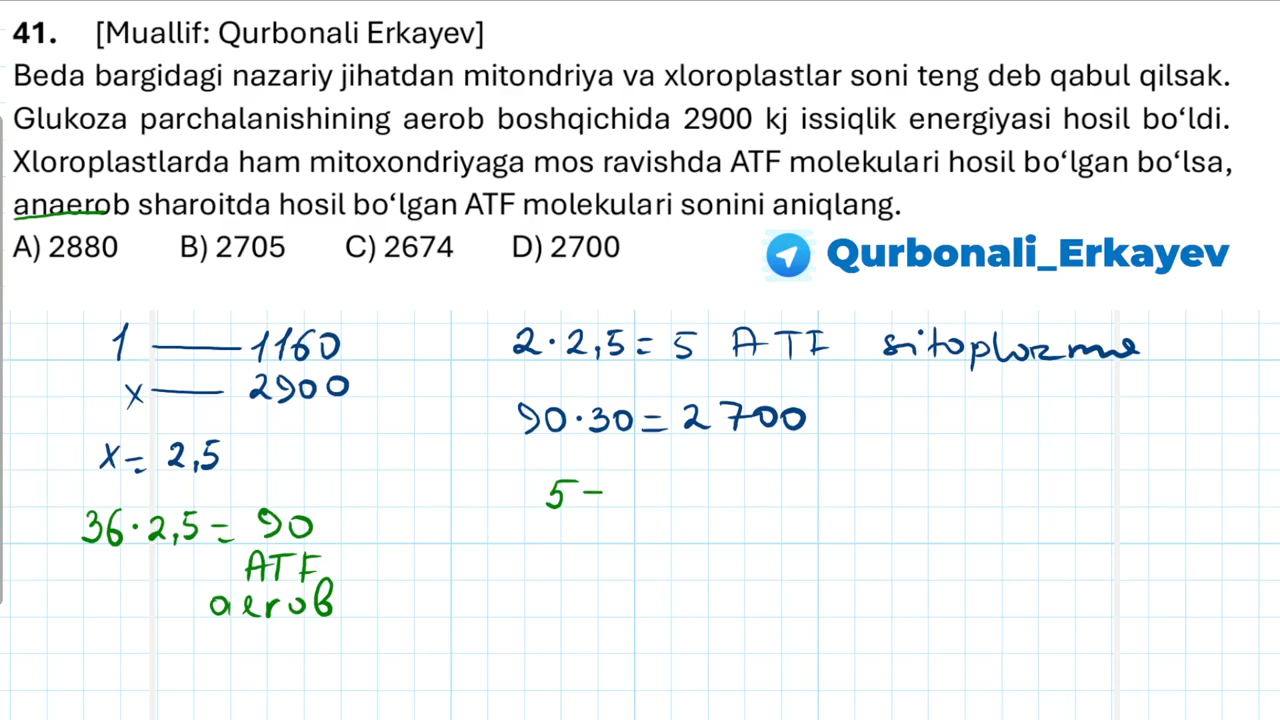 41. [Muallif: Qurbonali Erkayev]
Beda bargidagi nazariy jihatdan mitondriya va xloroplastlar soni teng deb qabul qilsak.
Glukoza parchalanishining aerob boshqichida 2900 kj issiqlik energiyasi hosil bo‘ldi.
Xloroplastlarda ham mitoxondriyaga mos ravishda ATF molekulari hosil bo‘lgan bo‘lsa,
anaerob sharoitda hosil bo‘lgan ATF molekulari sonini aniqlang.
A) 2880 B) 2705 C) 2674 D) 2700
Qurbonali_Erkayev
1 — 1160
x — 2900
x = 2,5
36 · 2,5 = 90
ATF
aerob
2 · 2,5 = 5 ATF sitoplazma
90 · 30 = 2700
5 –